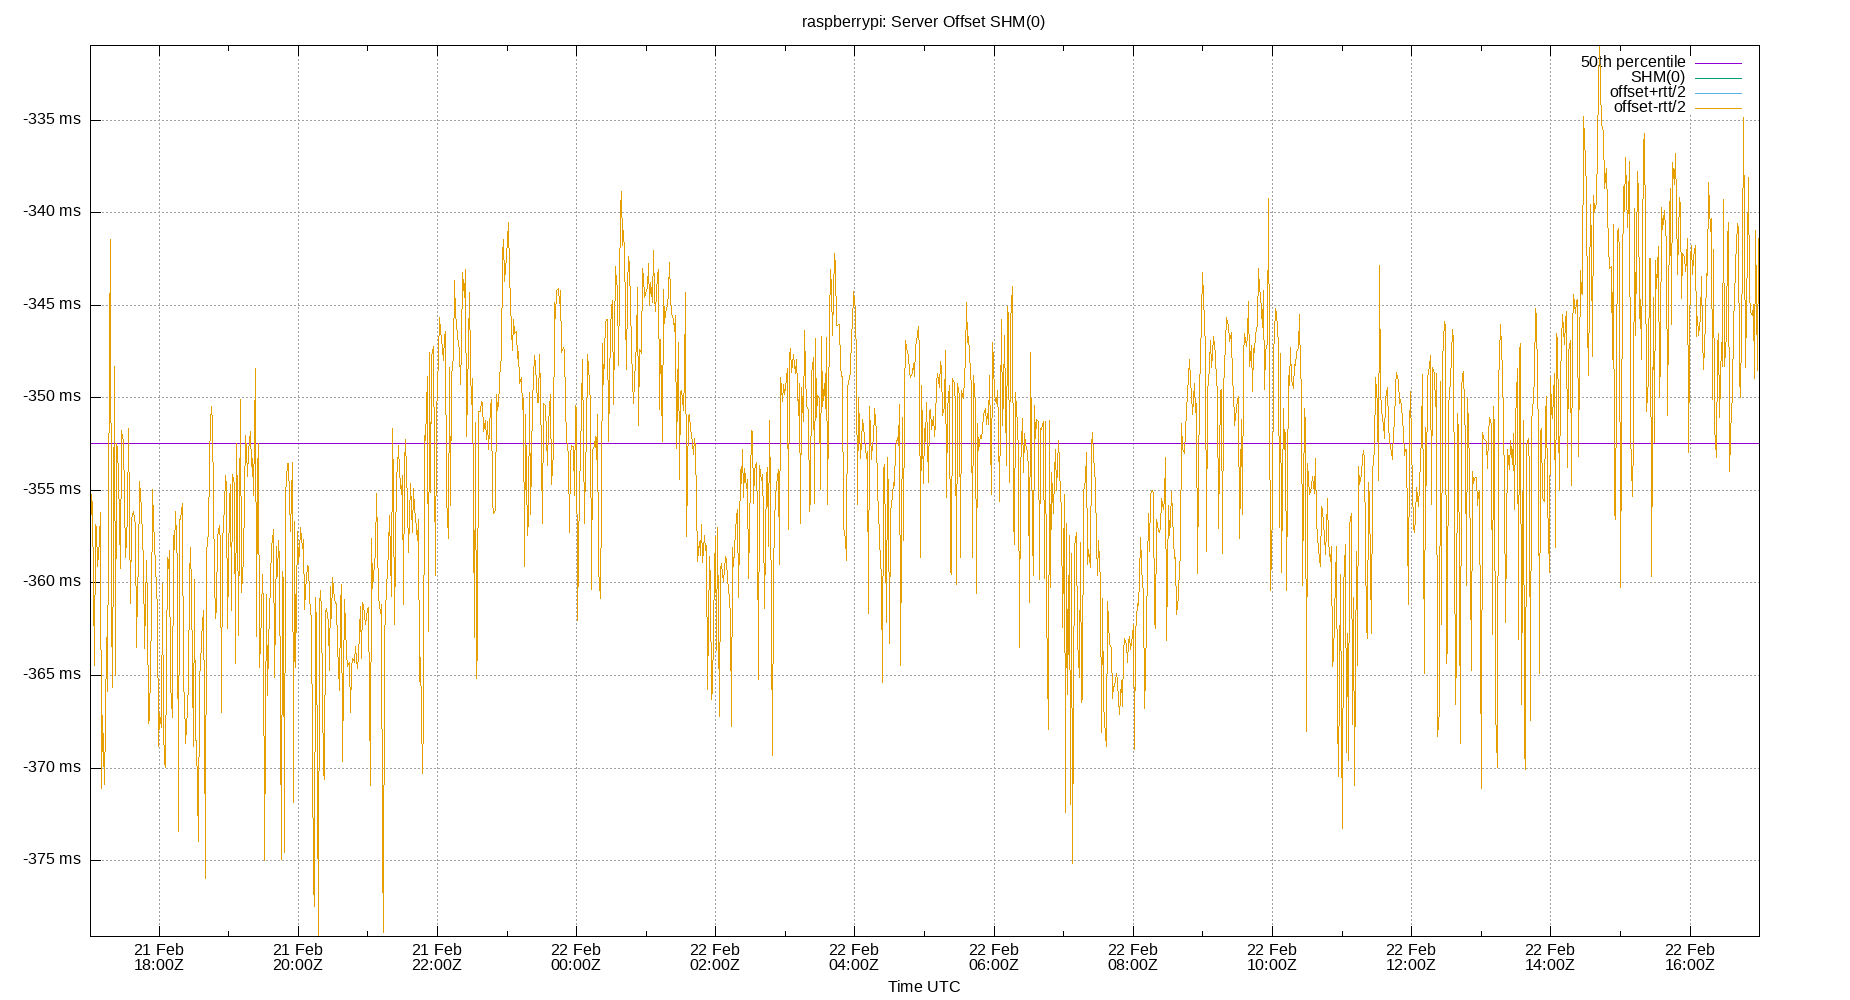 raspberrypi: Server Offset SHM(0)
50th percentile
SHM(0)
offset+rtt/2
offset-rtt/2
-335 ms
-340 ms
-345 ms
-350 ms
-355 ms
-360 ms
-365 ms
-370 ms
-375 ms
21 Feb 21 Feb 21 Feb 22 Feb 22 Feb 22 Feb 22 Feb 22 Feb 22 Feb 22 Feb 22 Feb 22 Feb
18:00Z 20:00Z 22:00Z 00:00Z 02:00Z 04:00Z 06:00Z 08:00Z 10:00Z 12:00Z 14:00Z 16:00Z
Time UTC